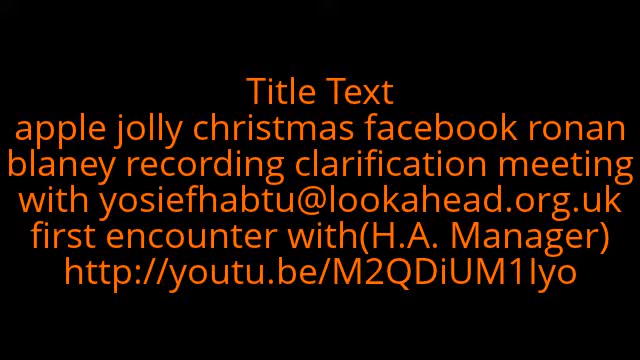 Title Text
apple jolly christmas facebook ronan
blaney recording clarification meeting
with yosiefhabtu@lookahead.org.uk
first encounter with(H.A. Manager)
http://youtu.be/M2QDiUM1Iyo